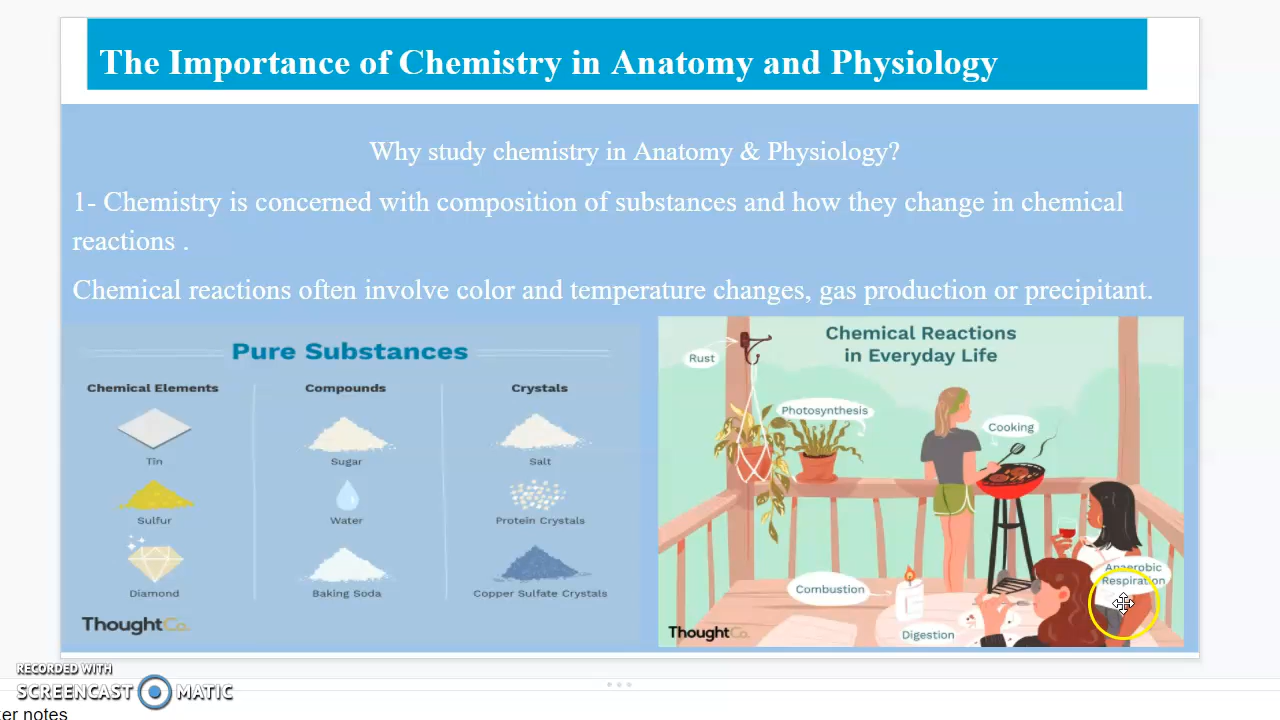 The Importance of Chemistry in Anatomy and Physiology
Why study chemistry in Anatomy & Physiology?
1- Chemistry is concerned with composition of substances and how they change in chemical
reactions .
Chemical reactions often involve color and temperature changes, gas production or precipitant.
Pure Substances
Chemical Elements
Compounds
Crystals
Tin
Sugar
Salt
Sulfur
Water
Protein Crystals
Diamond
Baking Soda
Copper Sulfate Crystals
ThoughtCo.
Chemical Reactions
in Everyday Life
Rust
Photosynthesis
Cooking
Anaerobic
Respiration
Combustion
Digestion
ThoughtCo.
RECORDED WITH
SCREENCAST MATIC
ker notes